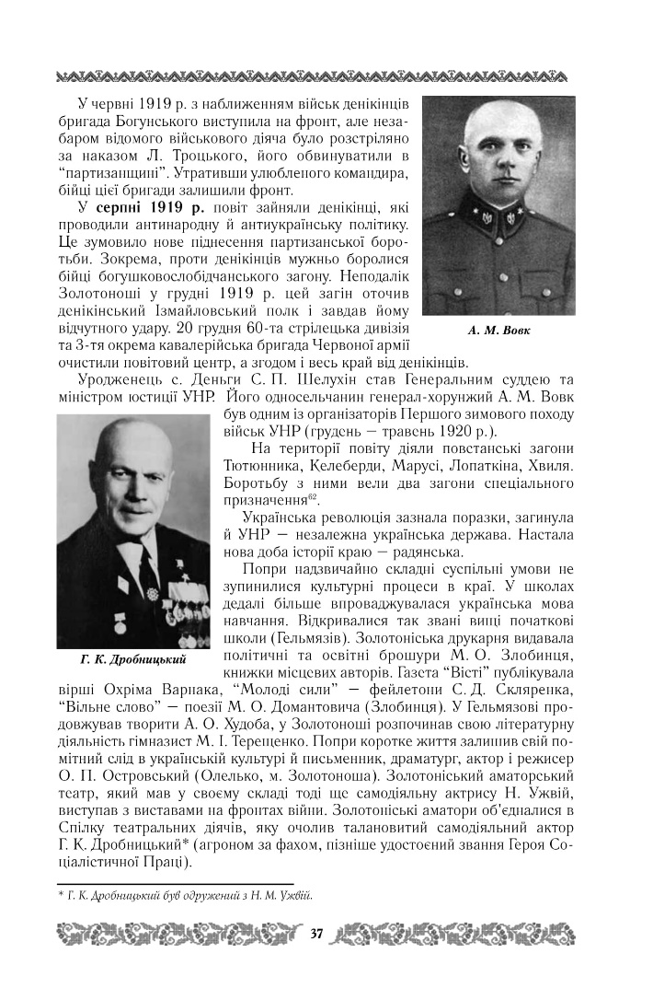 У червні 1919 р. з наближенням військ денікінців
бригада Богунського виступила на фронт, але неза-
баром відомого військового діяча було розстріляно
за наказом Л. Троцького, його обвинуватили в
“партизанщині”. Утративши улюбленого командира,
бійці цієї бригади залишили фронт.
У серпні 1919 р. повіт зайняли денікінці, які
проводили антинародну й антиукраїнську політику.
Це зумовило нове піднесення партизанської боро-
тьби. Зокрема, проти денікінців мужньо боролися
бійці богушковослобідчанського загону. Неподалік
Золотоноші у грудні 1919 р. цей загін оточив
денікінський Ізмайловський полк і завдав йому
відчутного удару. 20 грудня 60-та стрілецька дивізія
та 3-тя окрема кавалерійська бригада Червоної армії
очистили повітовий центр, а згодом і весь край від денікінців.
А. М. Вовк
Уродженець с. Деньги С. П. Шелухін став Генеральним суддею та
міністром юстиції УНР. Його односельчанин генерал-хорунжий А. М. Вовк
був одним із організаторів Першого зимового походу
військ УНР (грудень — травень 1920 р.).
На території повіту діяли повстанські загони
Тютюнника, Келеберди, Марусі, Лопаткіна, Хвиля.
Боротьбу з ними вели два загони спеціального
призначення62.
Українська революція зазнала поразки, загинула
й УНР — незалежна українська держава. Настала
нова доба історії краю — радянська.
Попри надзвичайно складні суспільні умови не
зупинилися культурні процеси в краї. У школах
дедалі більше впроваджувалася українська мова
навчання. Відкривалися так звані вищі початкові
школи (Гельмязів). Золотоніська друкарня видавала
політичні та освітні брошури М. О. Злобинця,
книжки місцевих авторів. Газета “Вісті” публікувала
Г. К. Дробницький
вірші Охріма Варнака, “Молоді сили” — фейлетони С. Д. Скляренка,
“Вільне слово” — поезії М. О. Домантовича (Злобинця). У Гельмязові про-
довжував творити А. О. Худоба, у Золотоноші розпочинав свою літературну
діяльність гімназист М. І. Терещенко. Попри коротке життя залишив свій по-
мітний слід в українській культурі й письменник, драматург, актор і режисер
О. П. Островський (Олелько, м. Золотоноша). Золотоніський аматорський
театр, який мав у своєму складі тоді ще самодіяльну актрису Н. Ужвій,
виступав з виставами на фронтах війни. Золотоніські аматори об'єдналися в
Спілку театральних діячів, яку очолив талановитий самодіяльний актор
Г. К. Дробницький* (агроном за фахом, пізніше удостоєний звання Героя Со-
ціалістичної Праці).
* Г. К. Дробницький був одружений з Н. М. Ужвій.
37